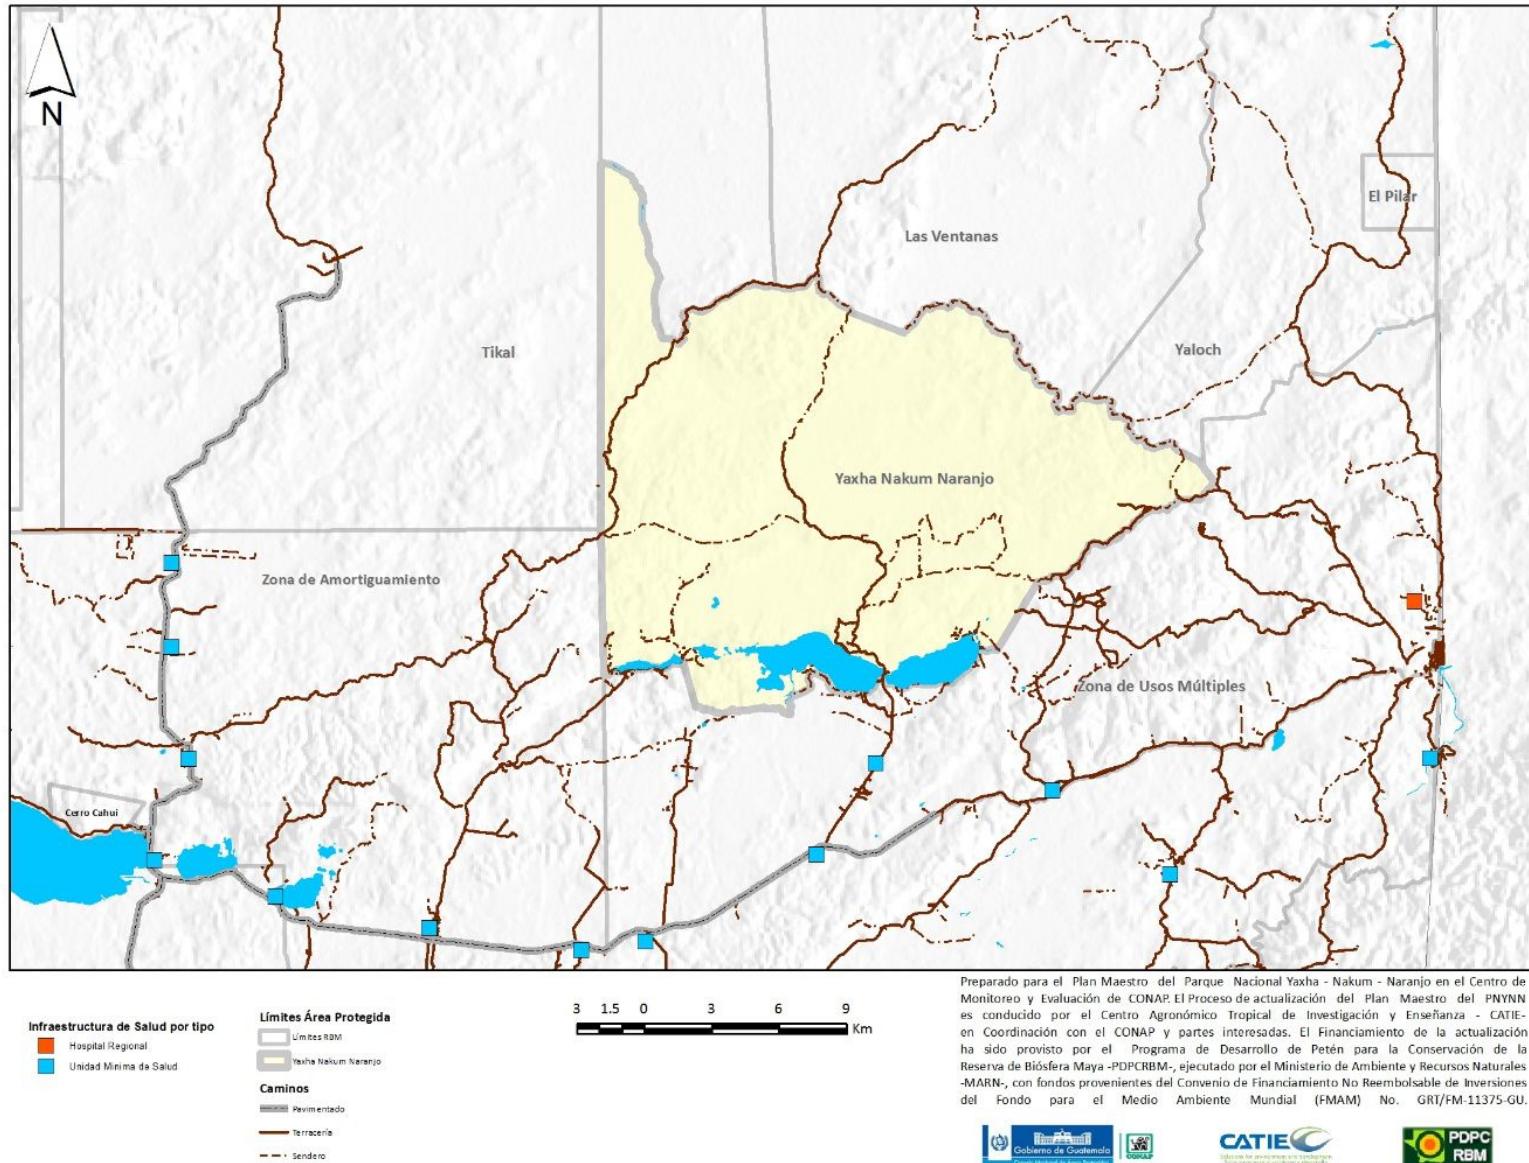 N
El Pilar
Las Ventanas
Tikal
Yaloch
Yaxha Nakum Naranjo
Zona de Amortiguamiento
Zona de Usos Múltiples
Cerro Cahui
Infraestructura de Salud por tipo
Hospital Regional
Unidad Minima de Salud
Límites Área Protegida
Límites RBM
Yaxha Nakum Naranjo
Caminos
Pavimentado
Terracería
Sendero
3 1.5 0 3 6 9
Km
Preparado para el Plan Maestro del Parque Nacional Yaxha - Nakum - Naranjo en el Centro de
Monitoreo y Evaluación de CONAP. El Proceso de actualización del Plan Maestro del PNYNN
es conducido por el Centro Agronómico Tropical de Investigación y Enseñanza - CATIE-
en Coordinación con el CONAP y partes interesadas. El Financiamiento de la actualización
ha sido provisto por el Programa de Desarrollo de Petén para la Conservación de la
Reserva de Biósfera Maya -PDPCRBM-, ejecutado por el Ministerio de Ambiente y Recursos Naturales
-MARN-, con fondos provenientes del Convenio de Financiamiento No Reembolsable de Inversiones
del Fondo para el Medio Ambiente Mundial (FMAM) No. GRT/FM-11375-GU.
Gobierno de Guatemala
CONAP
CATIE
PDPC
RBM